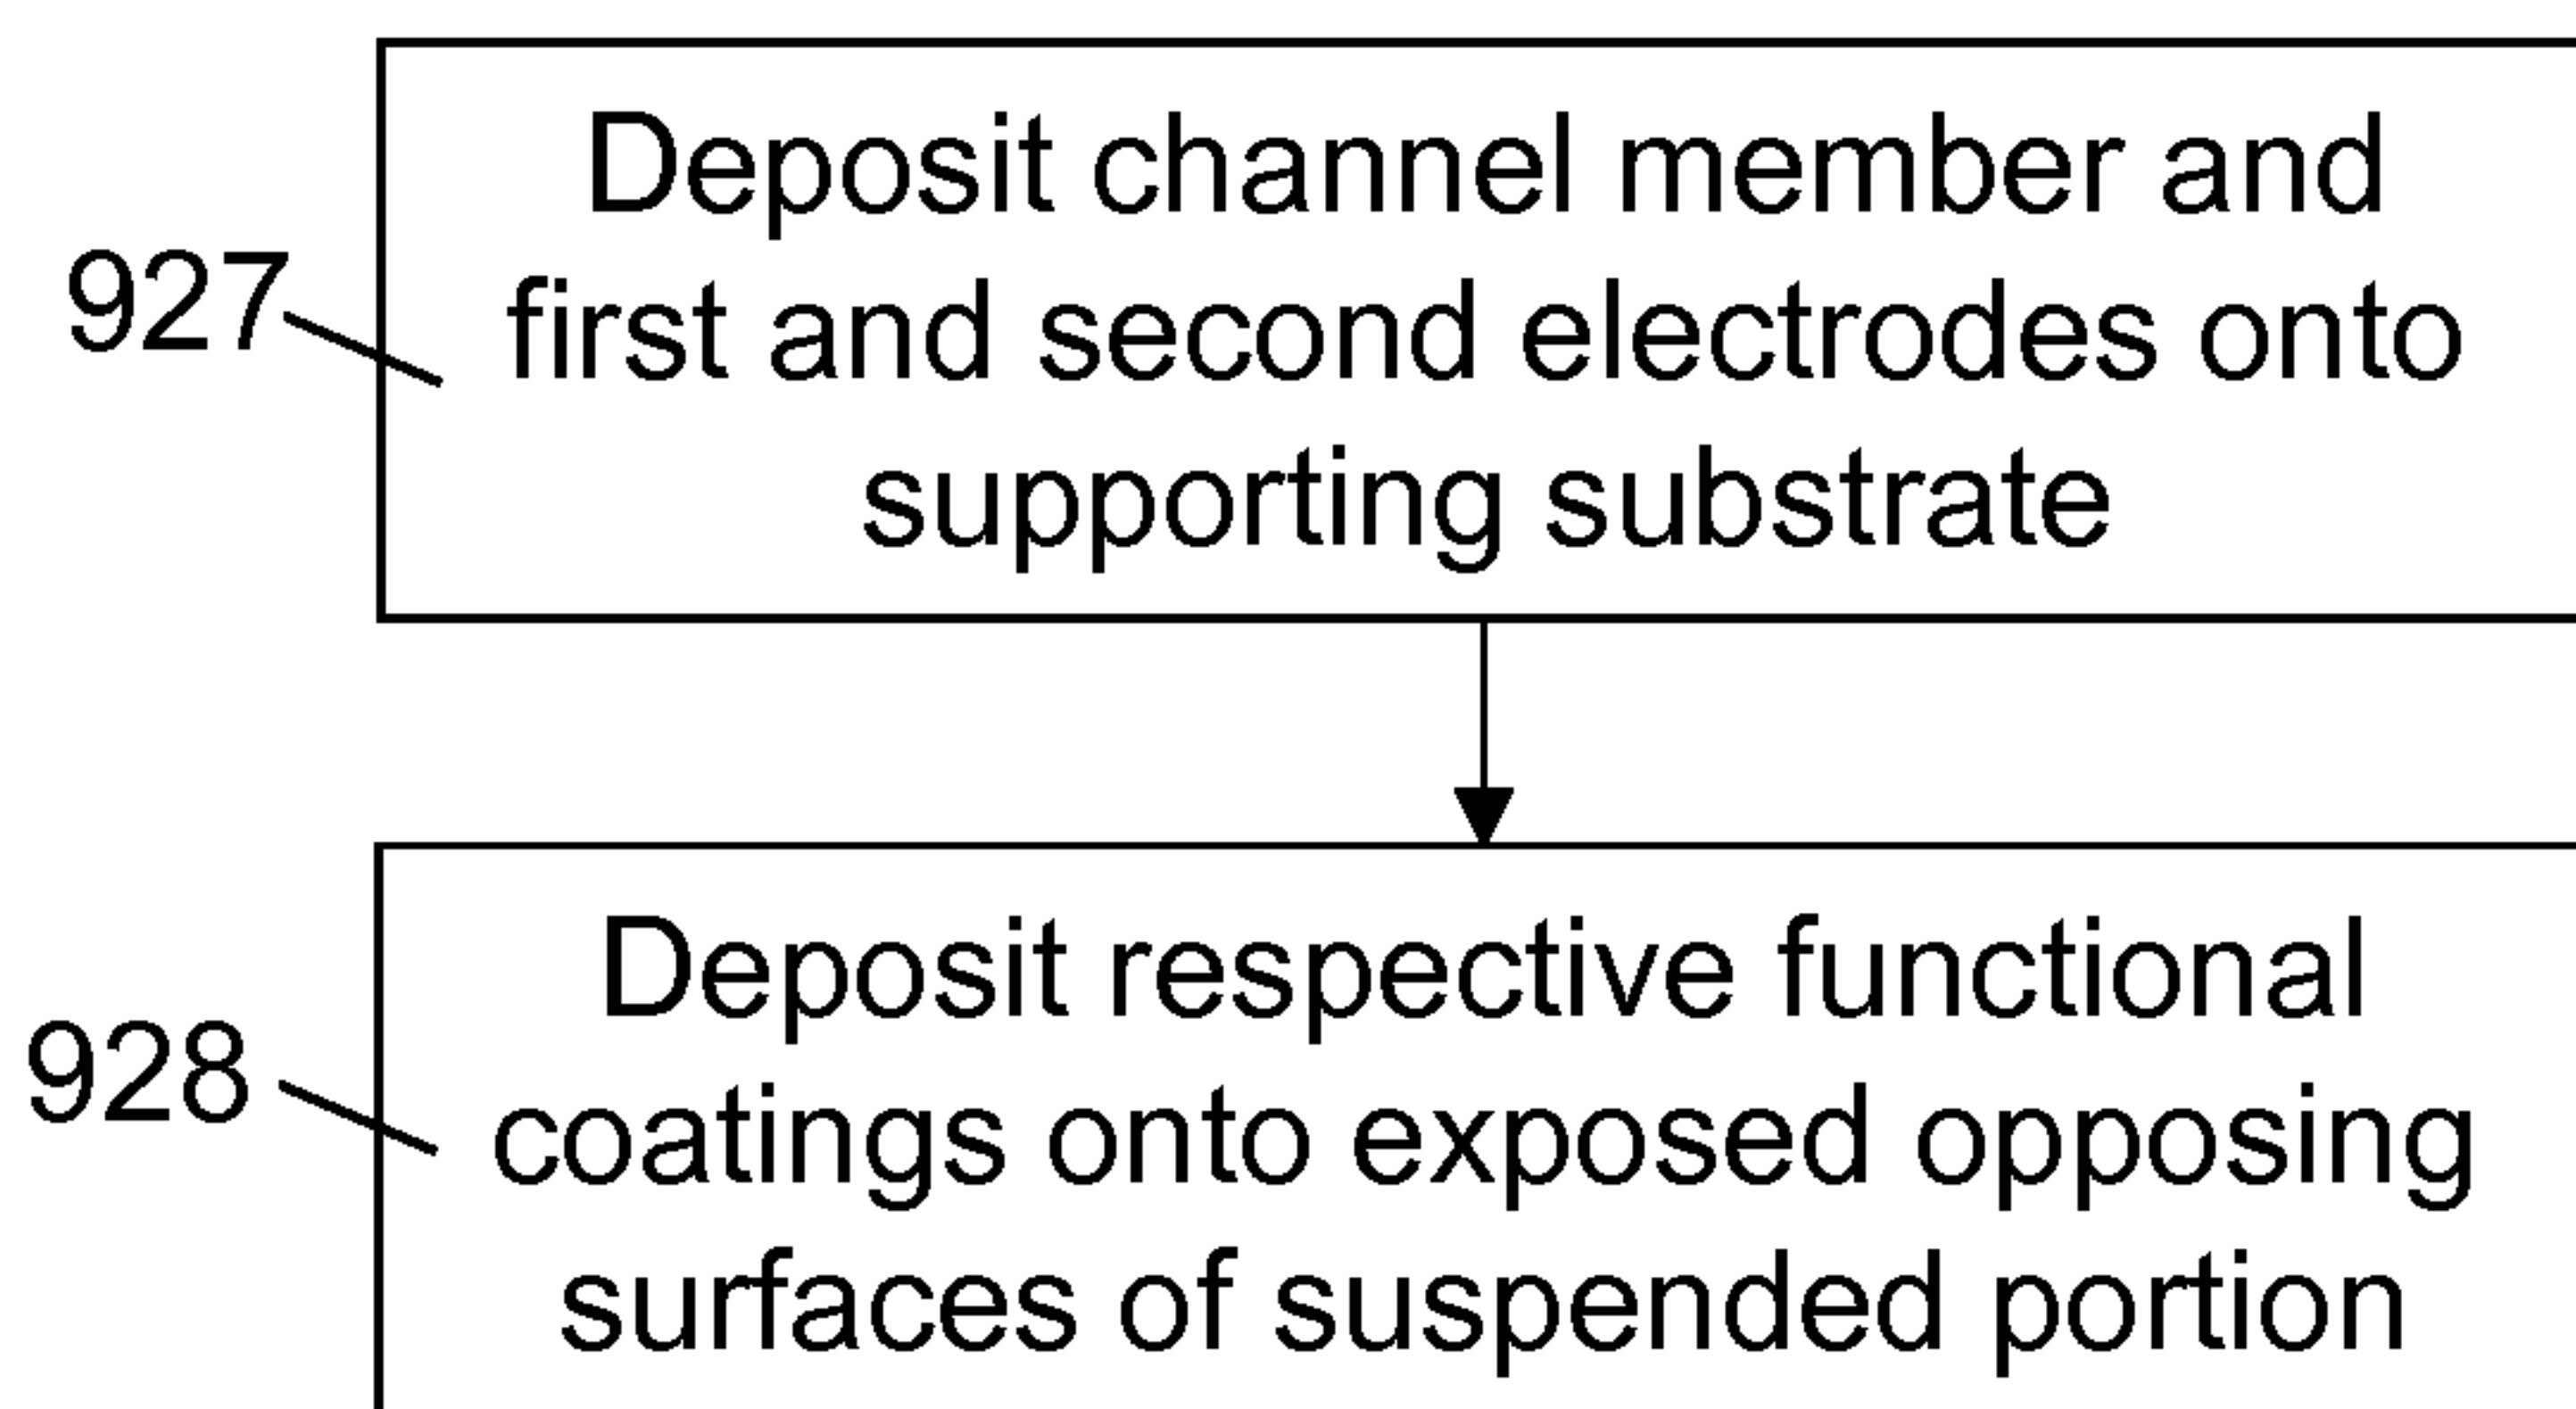 Deposit channel member and
927
first and second electrodes onto
supporting substrate
Deposit respective functional
928
coatings onto exposed opposing
surfaces of suspended portion